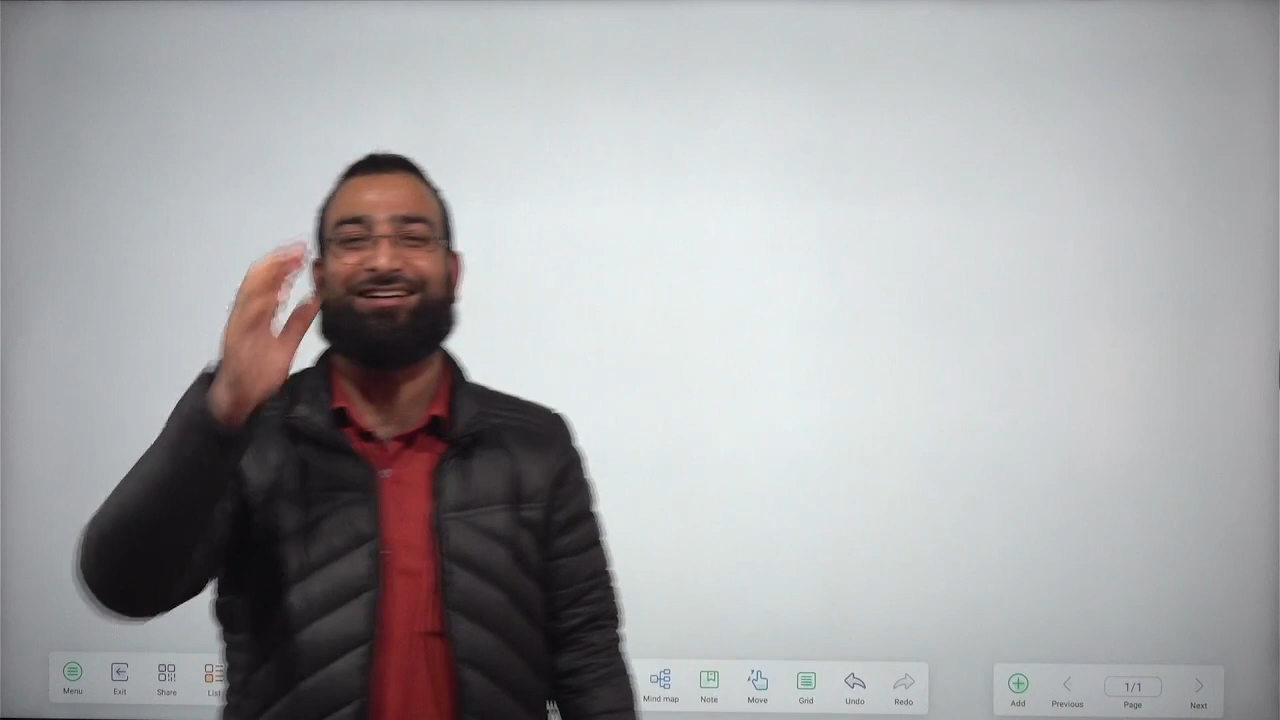 Menu
Exit
Share
List
Mind map
Note
Move
Grid
Undo
Redo
Add
Previous
1/1
Page
Next